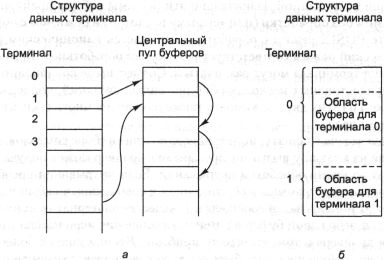 Структура
данных терминала
Терминал
Центральный
пул буферов
0
1
2
3
а
Структура
данных терминала
Терминал
0
Область
буфера для
терминала 0
1
Область
буфера для
терминала 1
б